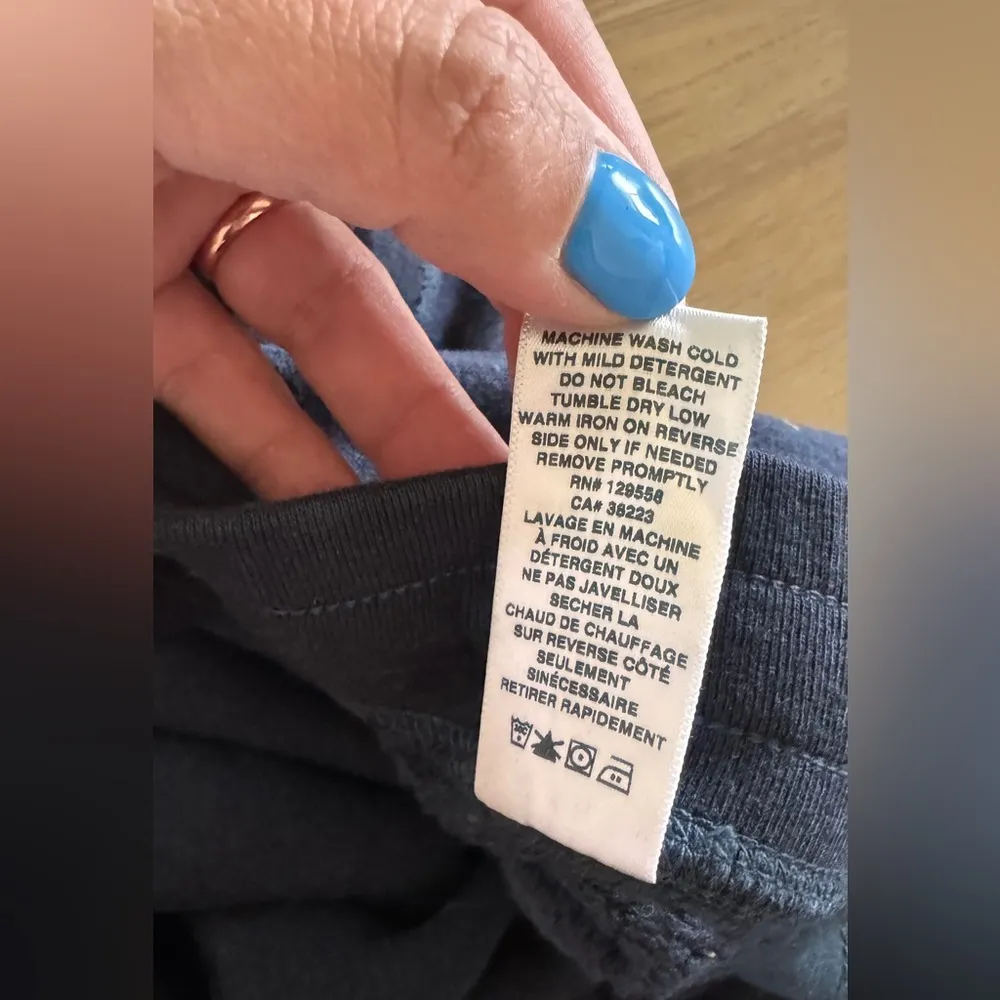 MACHINE WASH COLD
WITH MILD DETERGENT
DO NOT BLEACH
TUMBLE DRY LOW
WARM IRON ON REVERSE
SIDE ONLY IF NEEDED
REMOVE PROMPTLY
RN# 129558
CA# 38223
LAVAGE EN MACHINE
À FROID AVEC UN
DÉTERGENT DOUX
NE PAS JAVELLISER
SECHER LA
CHAUD DE CHAUFFAGE
SUR REVERSE CÔTÉ
SEULEMENT
SINÉCESSAIRE
RETIRER RAPIDEMENT